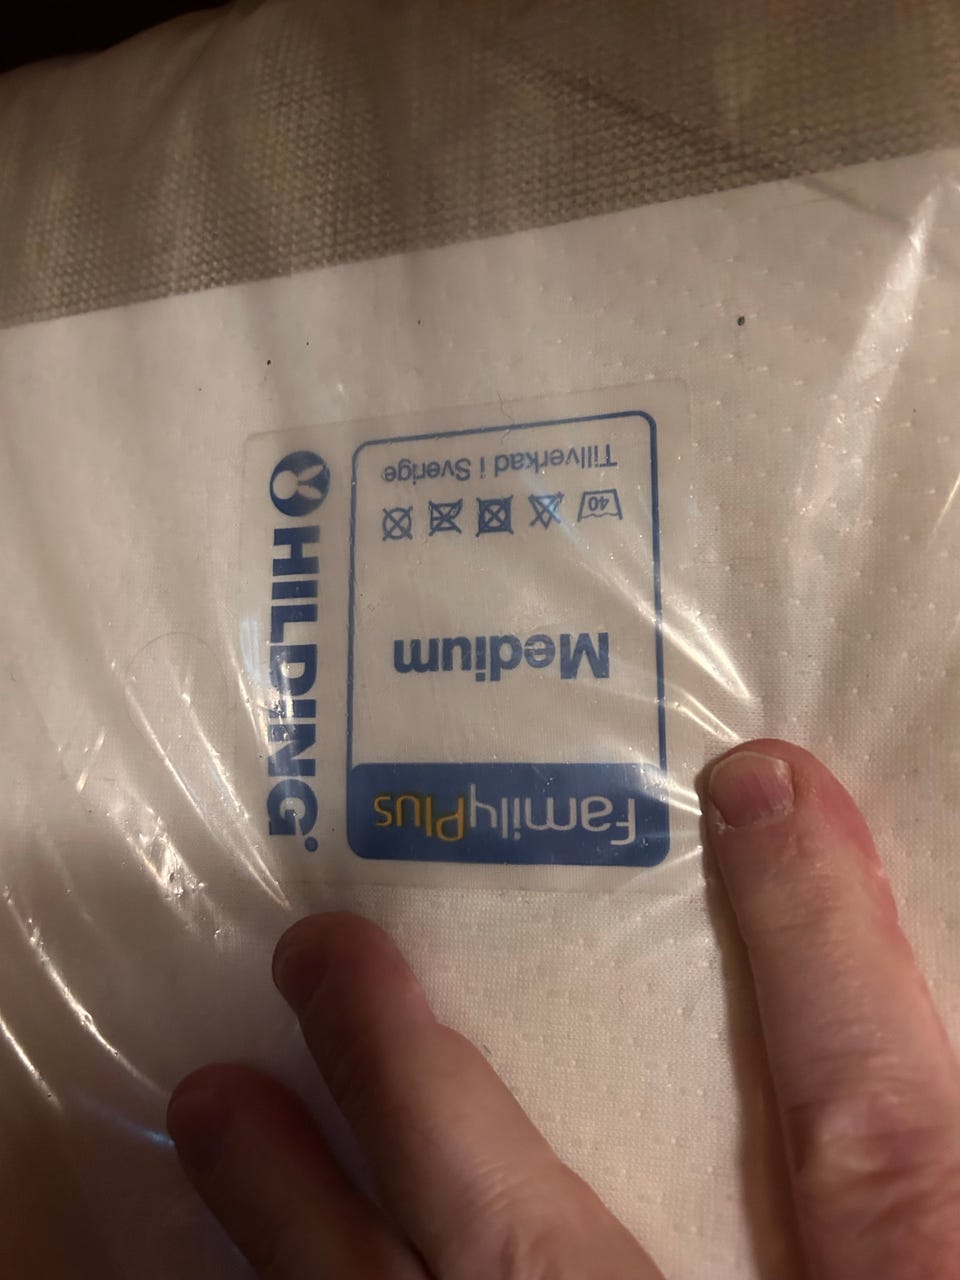 FamilyPlus
Medium
40
Tillverkad i Sverige
HILDING